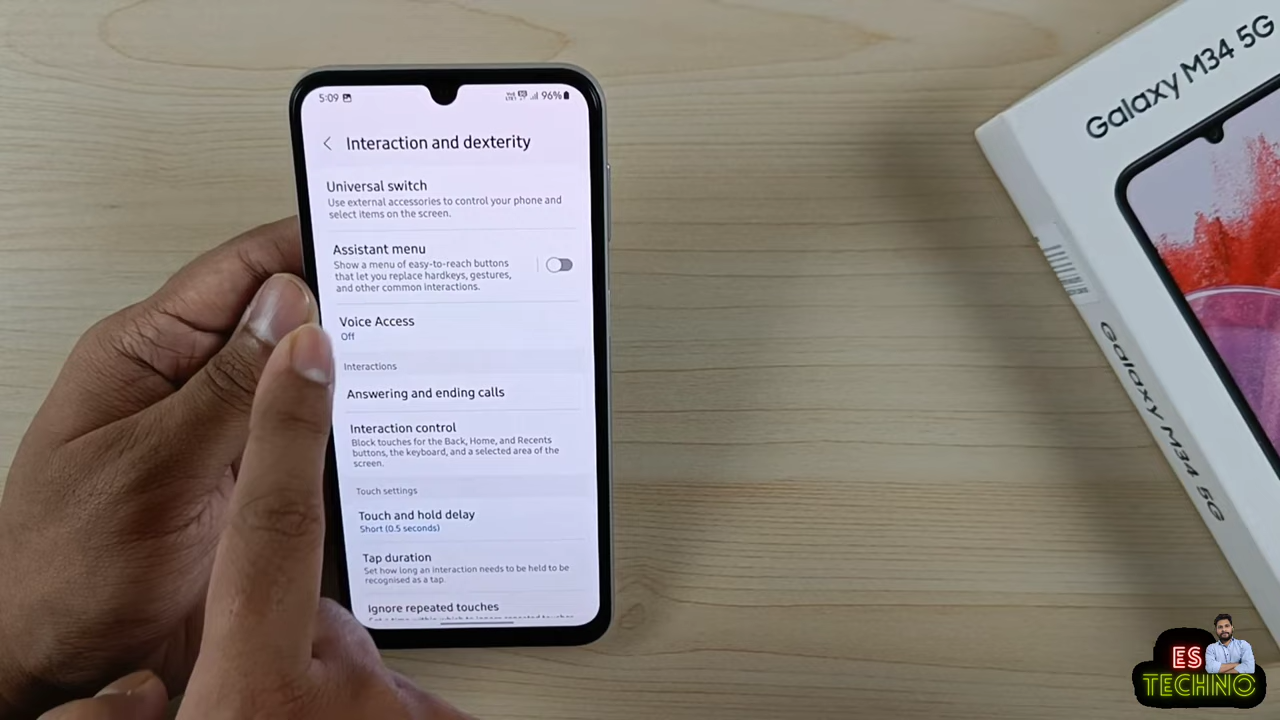 5:09
96%
Interaction and dexterity
Universal switch
Use external accessories to control your phone and
select items on the screen.
Assistant menu
Show a menu of easy-to-reach buttons
that let you replace hardkeys, gestures,
and other common interactions.
Voice Access
Off
Interactions
Answering and ending calls
Interaction control
Block touches for the Back, Home, and Recents
buttons, the keyboard, and a selected area of the
screen.
Touch settings
Touch and hold delay
Short (0.5 seconds)
Tap duration
Set how long an interaction needs to be held to be
recognised as a tap.
Ignore repeated touches
Galaxy M34 5G
Galaxy M34 5G
ES
TECHNO